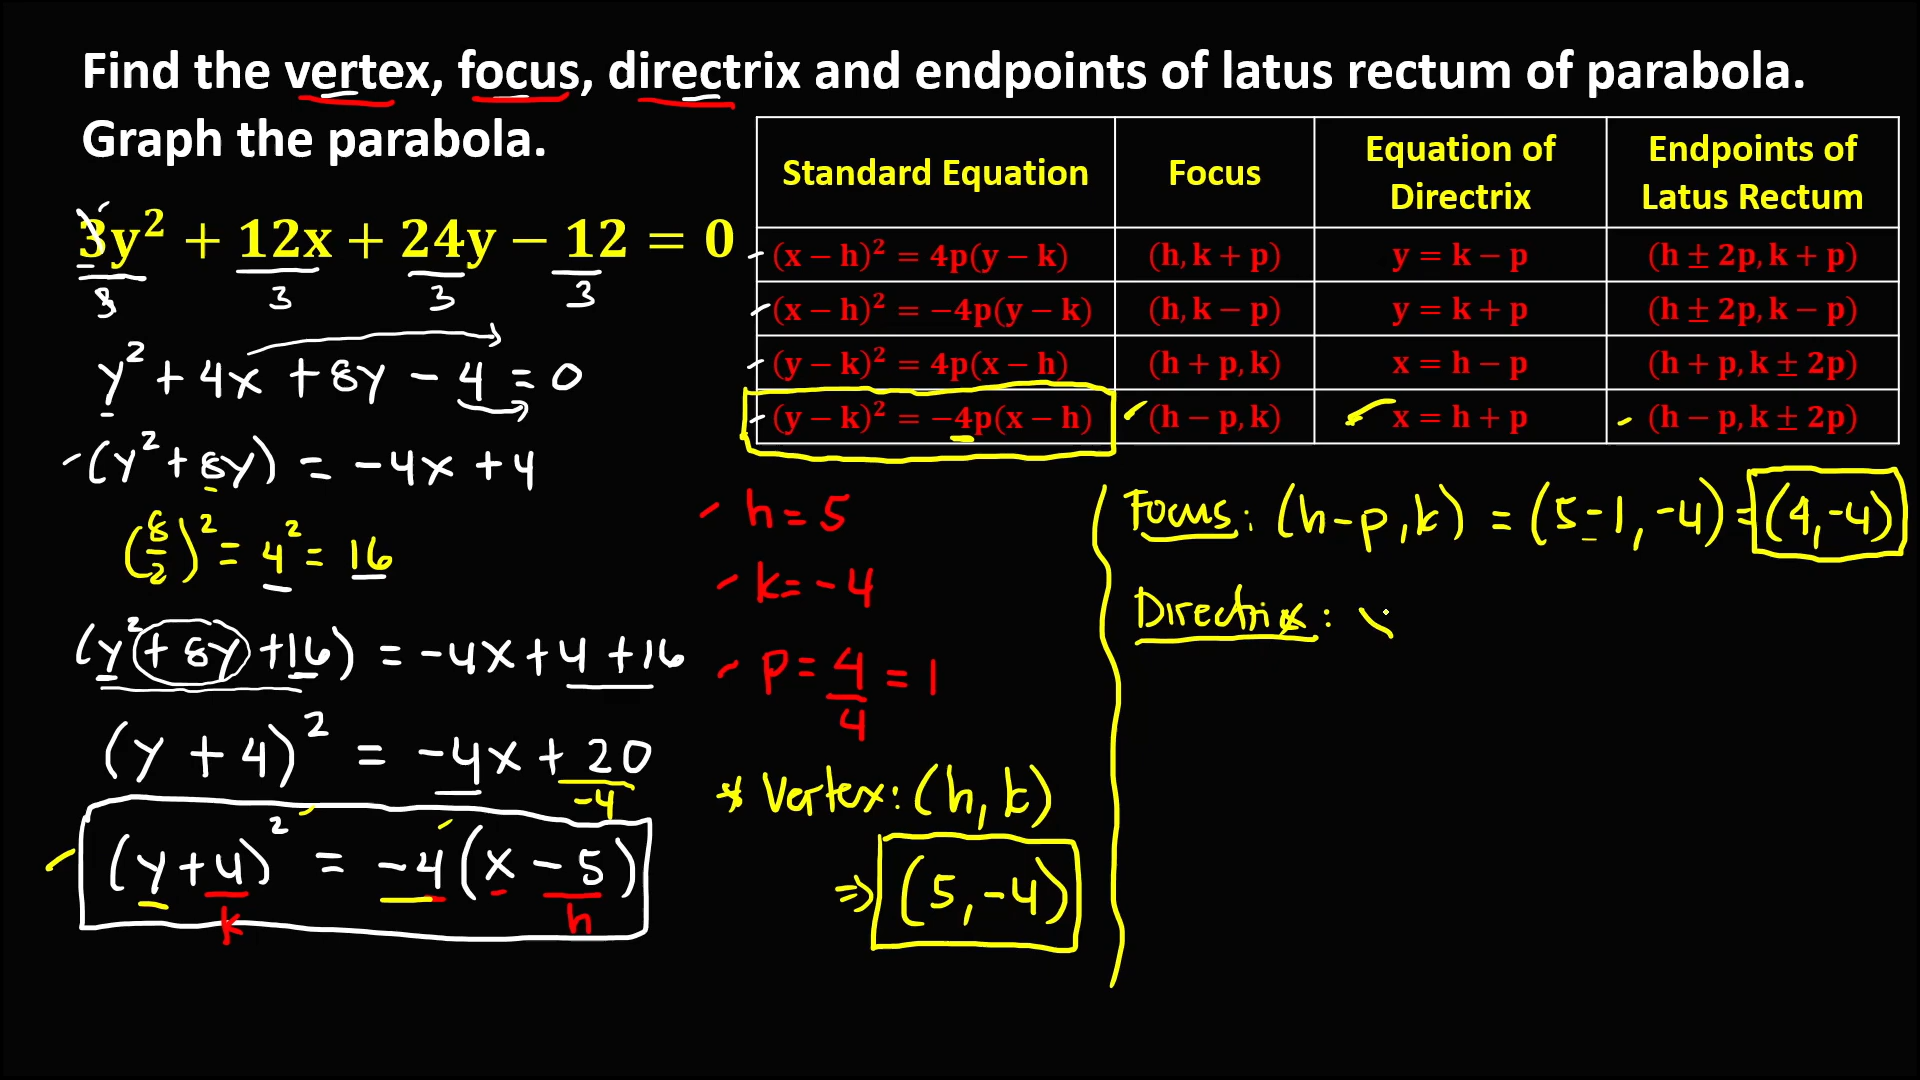 Find the vertex, focus, directrix and endpoints of latus rectum of parabola.
Graph the parabola.
3y² + 12x + 24y − 12 = 0
3 3 3 3
y² + 4x + 8y − 4 = 0
(y² + 8y) = −4x + 4
(8/2)² = 4² = 16
(y² + 8y + 16) = −4x + 4 + 16
(y + 4)² = −4x + 20
−4
(y + 4)² = −4(x − 5)
k h
Standard Equation | Focus | Equation of Directrix | Endpoints of Latus Rectum
(x − h)² = 4p(y − k) | (h, k + p) | y = k − p | (h ± 2p, k + p)
(x − h)² = −4p(y − k) | (h, k − p) | y = k + p | (h ± 2p, k − p)
(y − k)² = 4p(x − h) | (h + p, k) | x = h − p | (h + p, k ± 2p)
(y − k)² = −4p(x − h) | (h − p, k) | x = h + p | (h − p, k ± 2p)
h = 5
k = −4
p = 4/4 = 1
* Vertex: (h, k)
⇒ (5, −4)
Focus: (h − p, k) = (5 − 1, −4) = (4, −4)
Directrix: